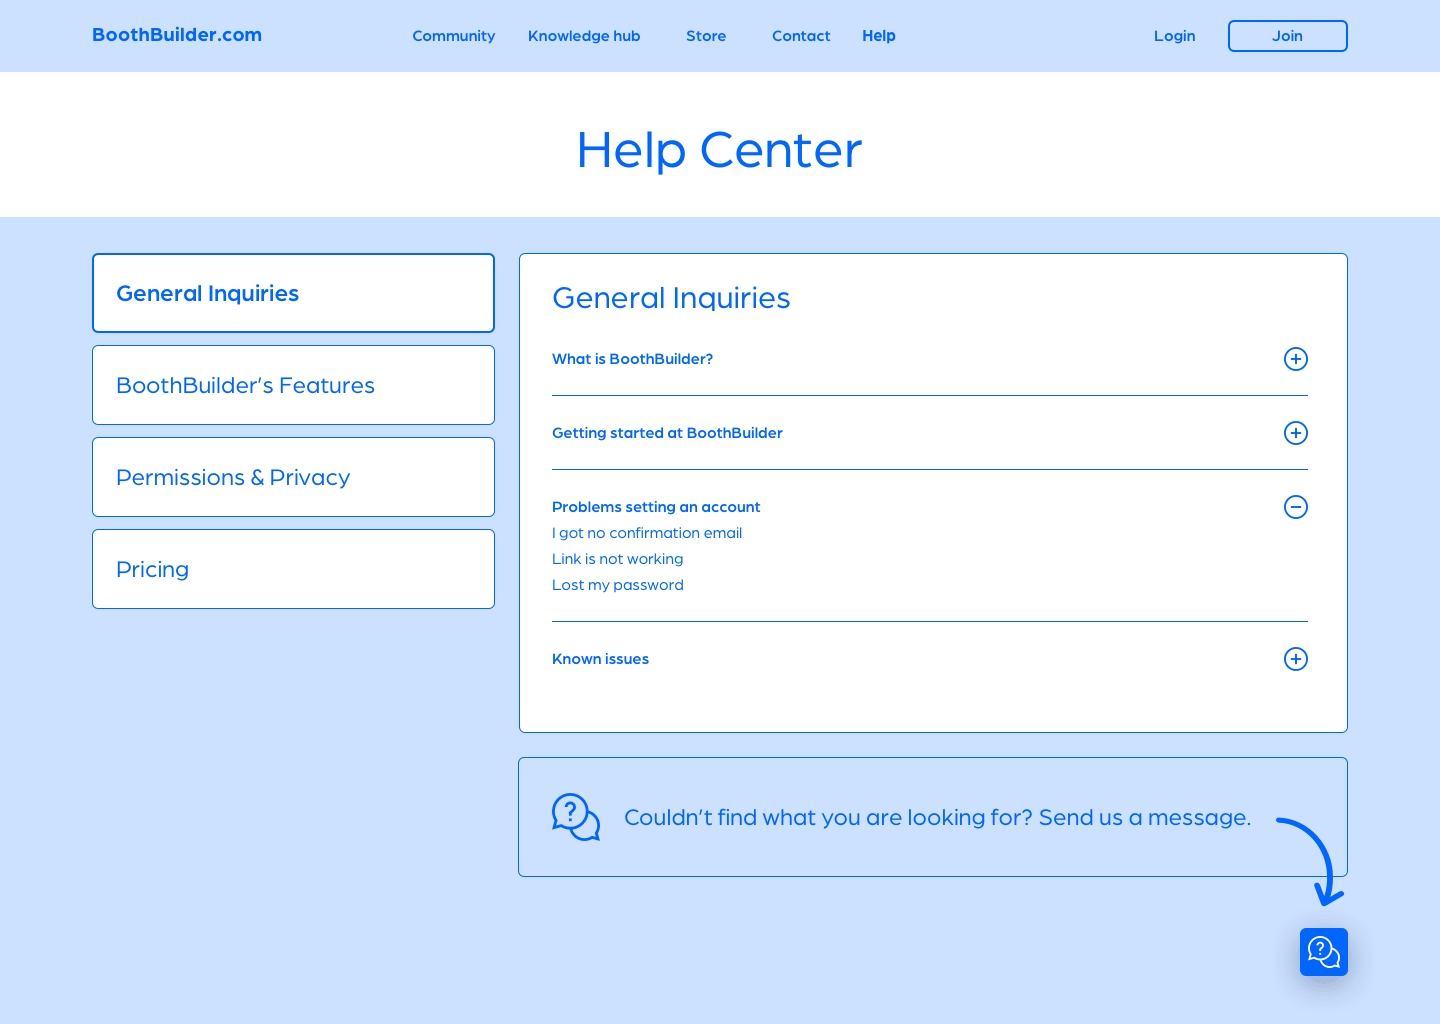 BoothBuilder.com
Community
Knowledge hub
Store
Contact
Help
Login
Join
Help Center
General Inquiries
BoothBuilder’s Features
Permissions & Privacy
Pricing
General Inquiries
What is BoothBuilder?
Getting started at BoothBuilder
Problems setting an account
I got no confirmation email
Link is not working
Lost my password
Known issues
Couldn’t find what you are looking for? Send us a message.